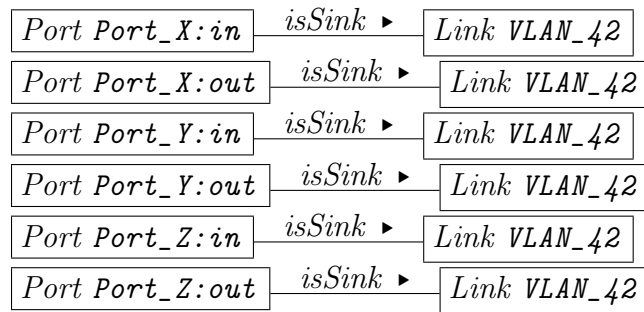 Port Port_X:in isSink ► Link VLAN_42
Port Port_X:out isSink ► Link VLAN_42
Port Port_Y:in isSink ► Link VLAN_42
Port Port_Y:out isSink ► Link VLAN_42
Port Port_Z:in isSink ► Link VLAN_42
Port Port_Z:out isSink ► Link VLAN_42